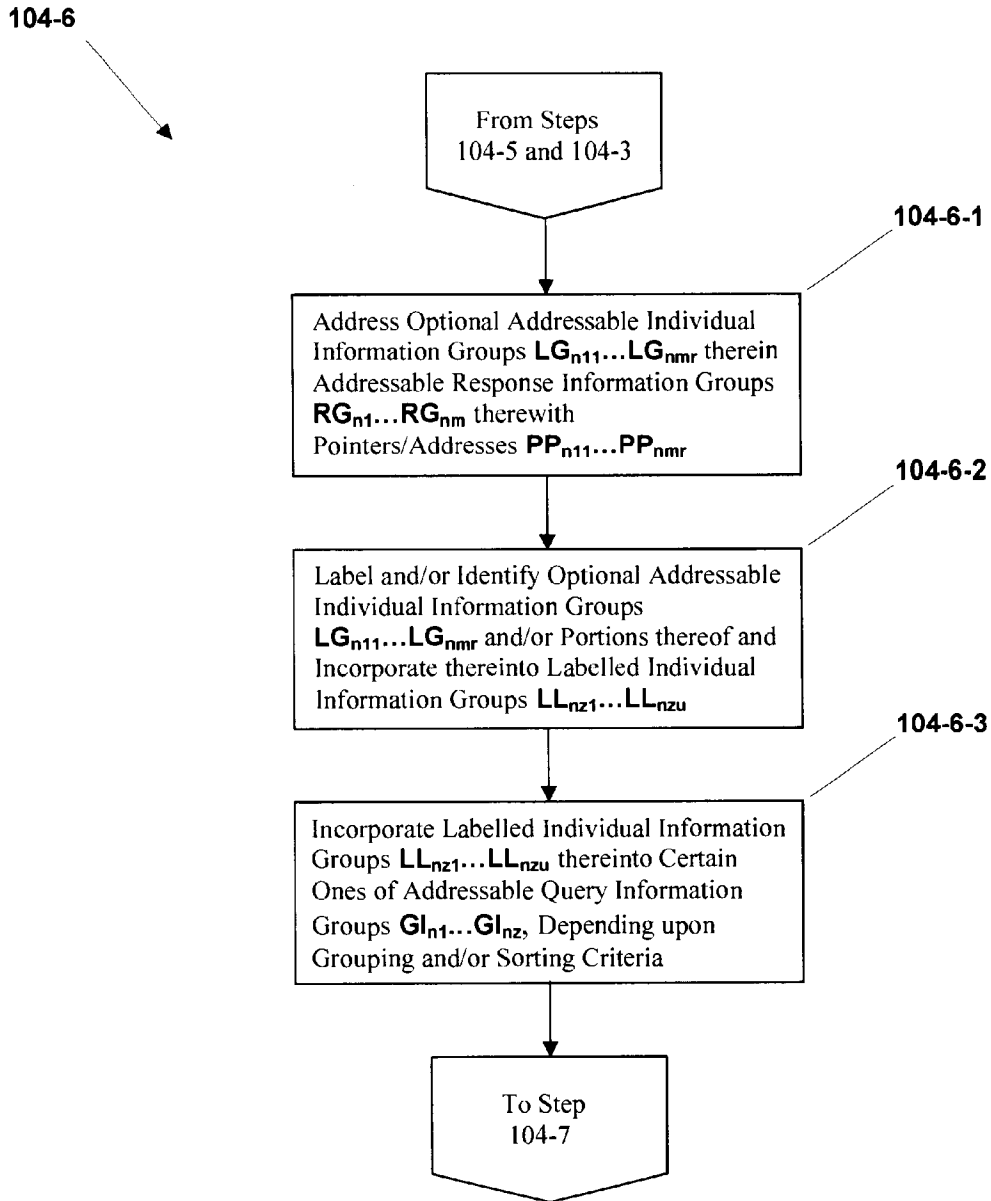 104-6
From Steps
104-5 and 104-3
104-6-1
Address Optional Addressable Individual
Information Groups LGn11...LGnmr therein
Addressable Response Information Groups
RGn1...RGnm therewith
Pointers/Addresses PPn11...PPnmr
104-6-2
Label and/or Identify Optional Addressable
Individual Information Groups
LGn11...LGnmr and/or Portions thereof and
Incorporate thereinto Labelled Individual
Information Groups LLnz1...LLnzu
104-6-3
Incorporate Labelled Individual Information
Groups LLnz1...LLnzu thereinto Certain
Ones of Addressable Query Information
Groups GIn1...GInz, Depending upon
Grouping and/or Sorting Criteria
To Step
104-7